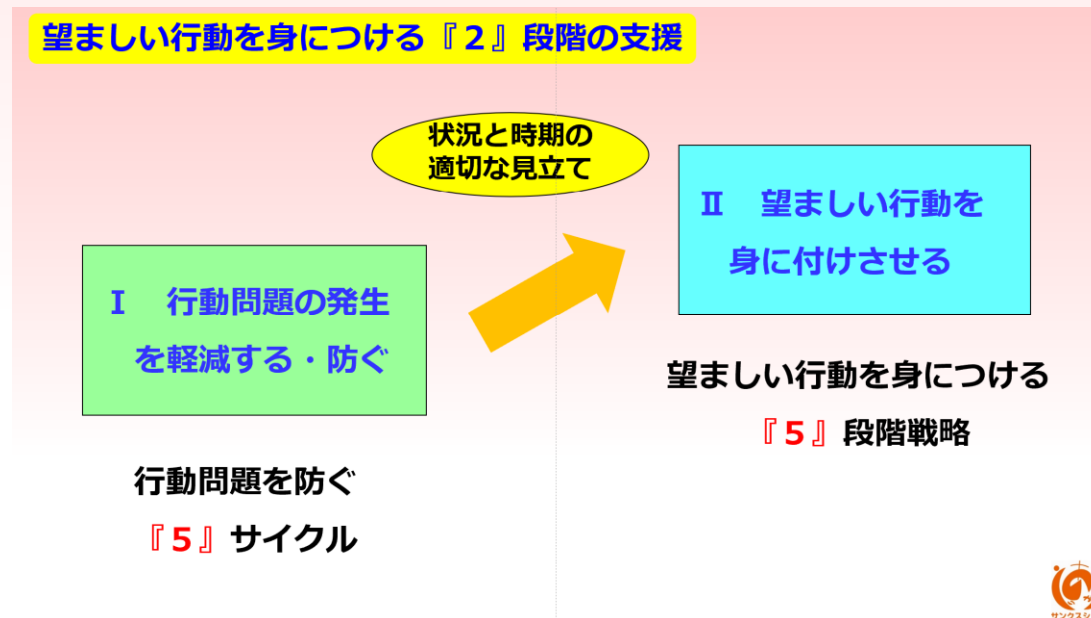 望ましい行動を身につける『２』段階の支援
状況と時期の
適切な見立て
Ⅰ　行動問題の発生
を軽減する・防ぐ
行動問題を防ぐ
『５』サイクル
Ⅱ　望ましい行動を
身に付けさせる
望ましい行動を身につける
『５』段階戦略